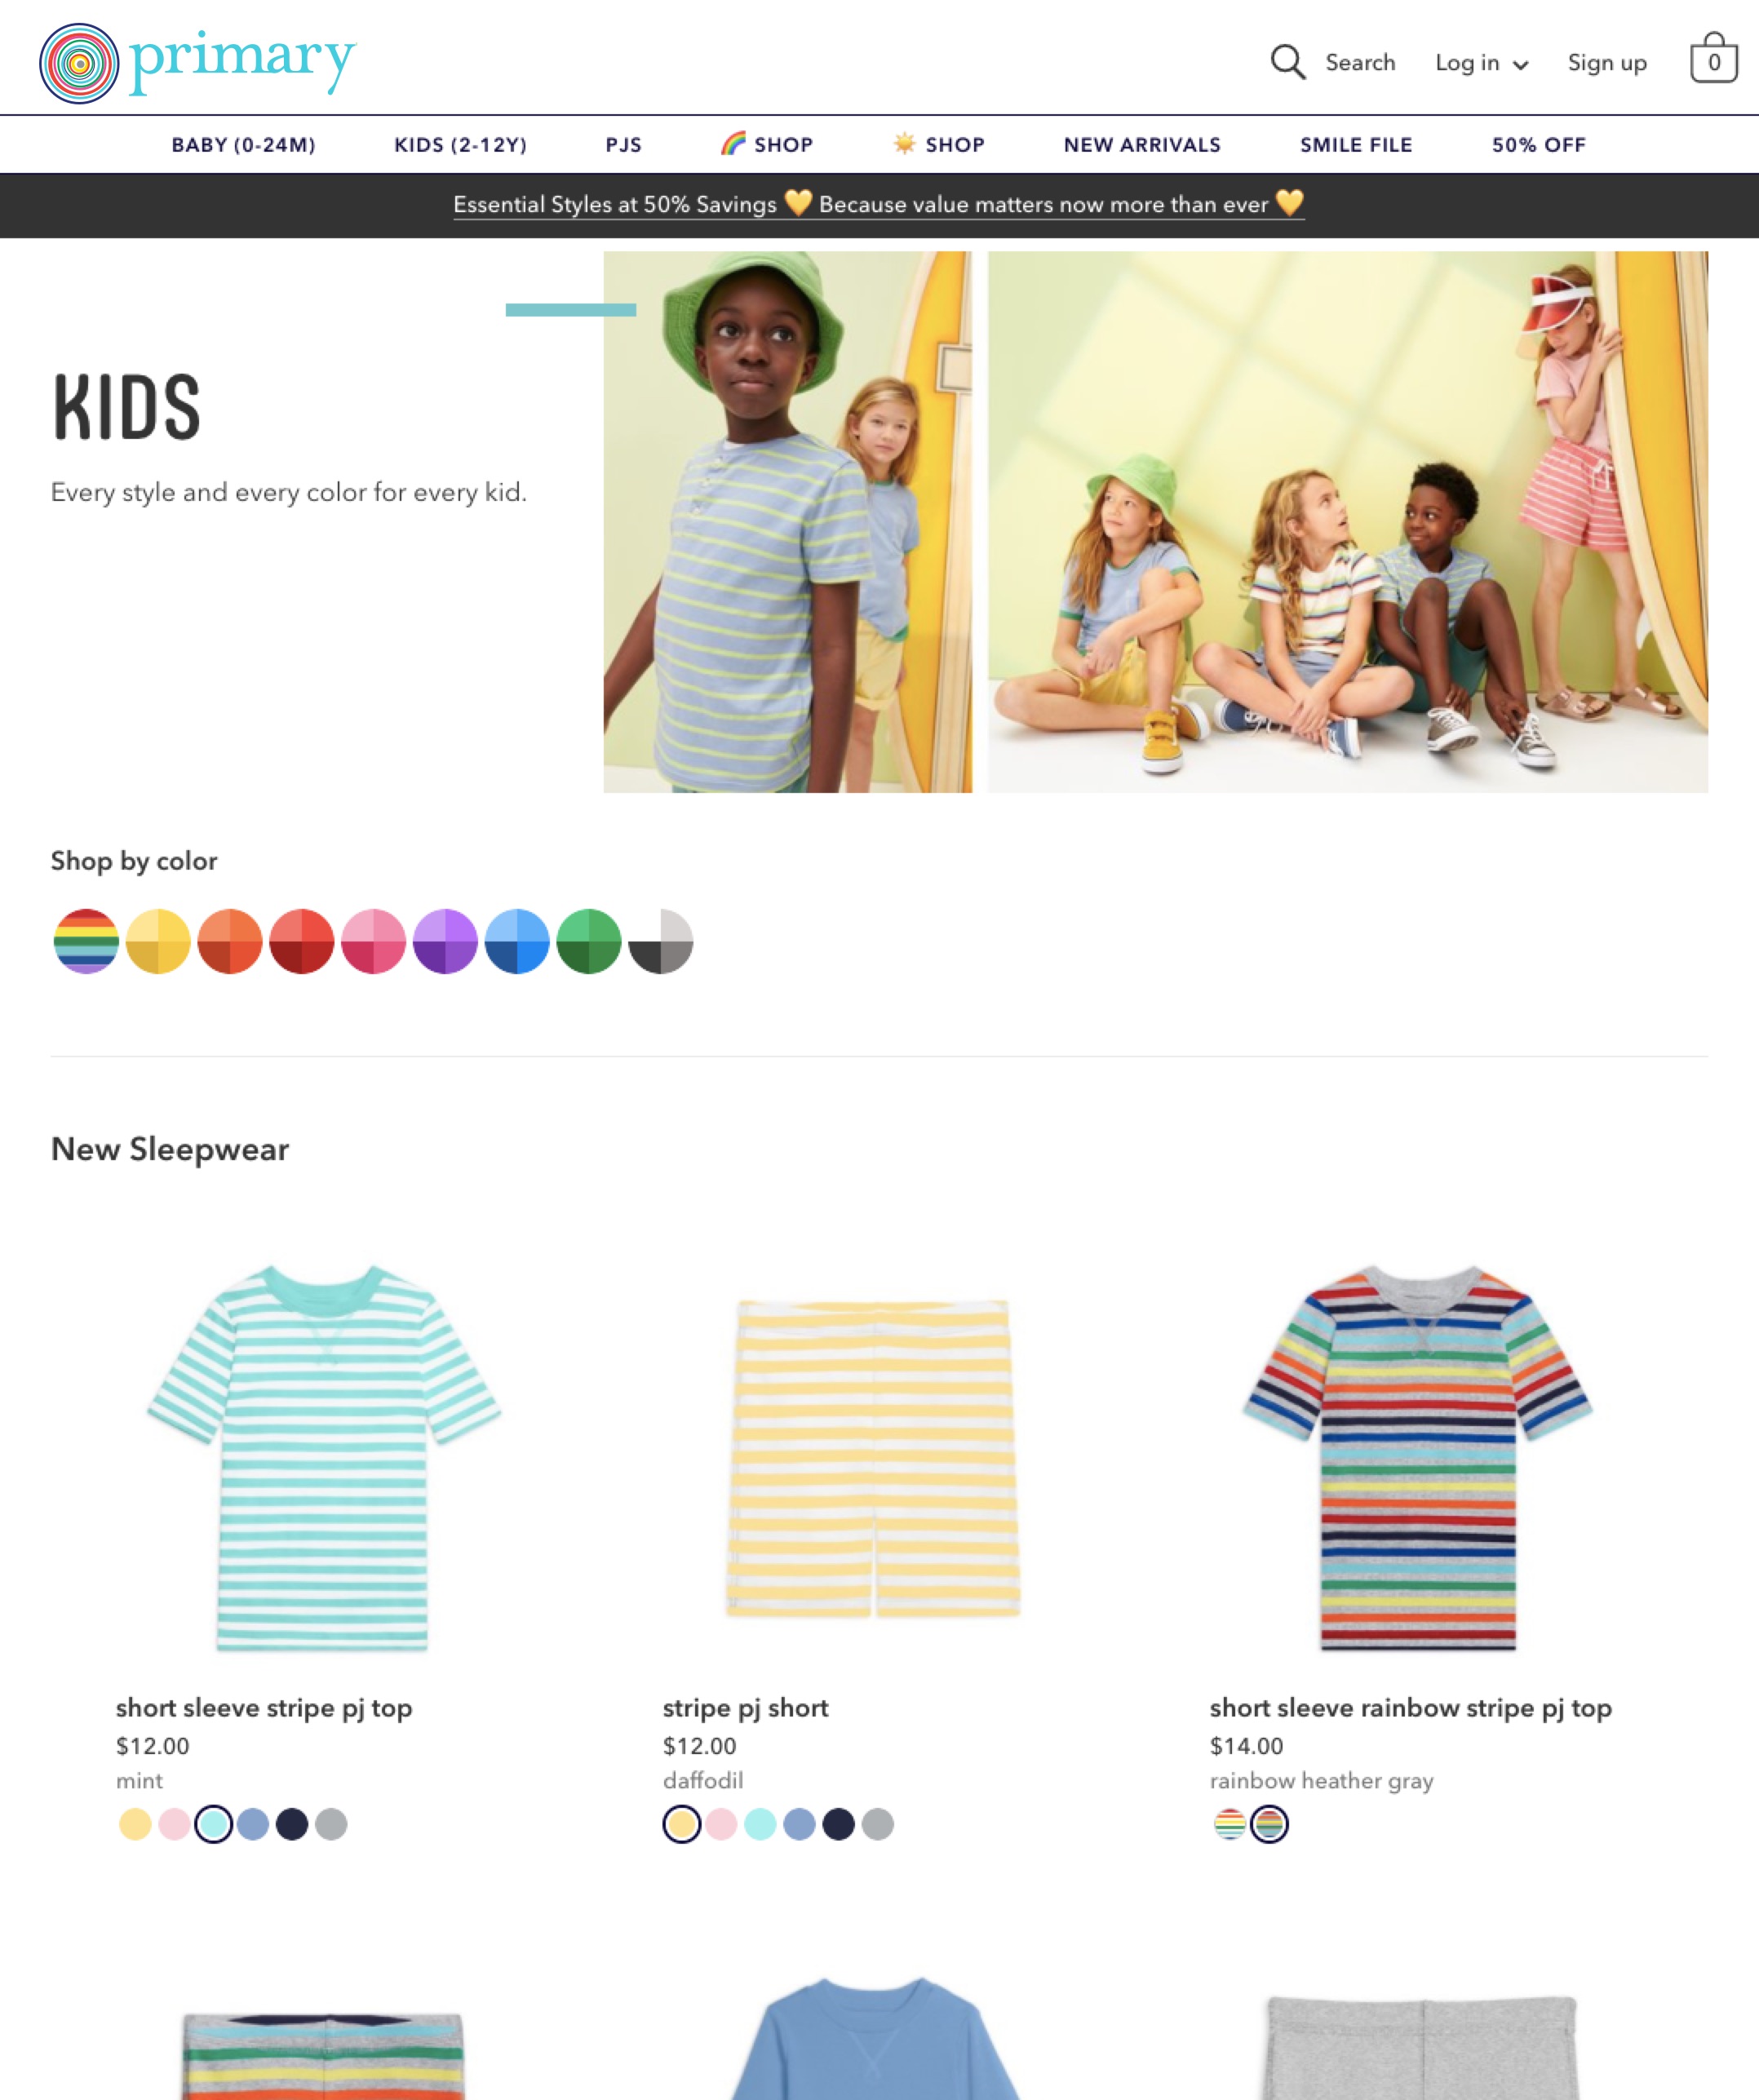 primary
Search
Log in
Sign up
0
BABY (0-24M)
KIDS (2-12Y)
PJS
🌈 SHOP
☀️ SHOP
NEW ARRIVALS
SMILE FILE
50% OFF
Essential Styles at 50% Savings 💛 Because value matters now more than ever 💛
KIDS
Every style and every color for every kid.
Shop by color
New Sleepwear
short sleeve stripe pj top
$12.00
mint
stripe pj short
$12.00
daffodil
short sleeve rainbow stripe pj top
$14.00
rainbow heather gray